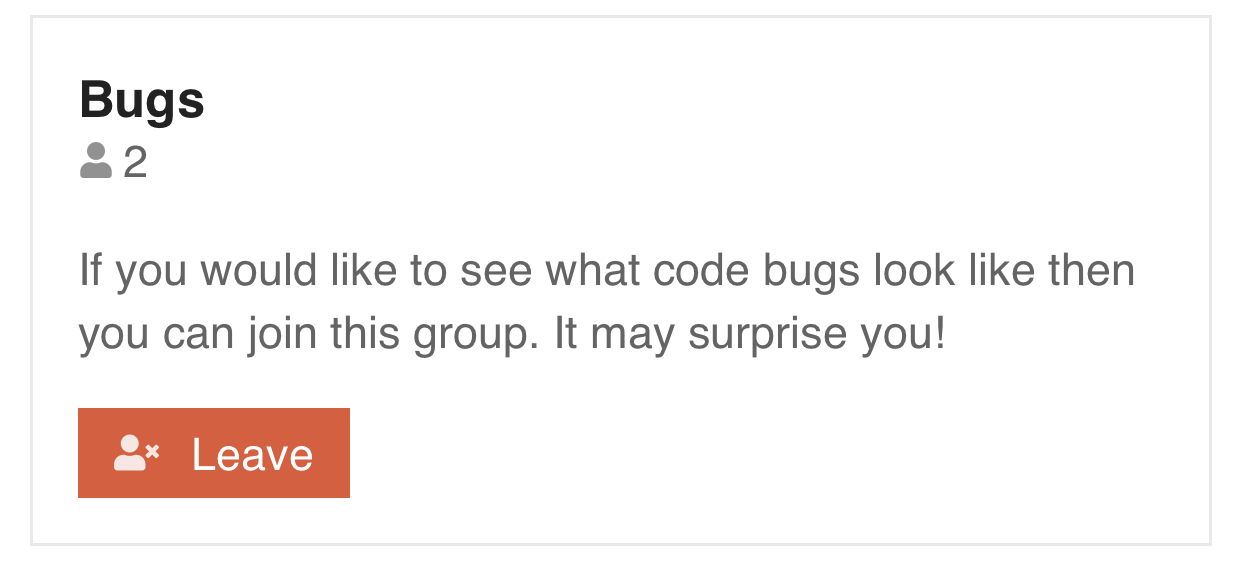 Bugs
2
If you would like to see what code bugs look like then
you can join this group. It may surprise you!
Leave